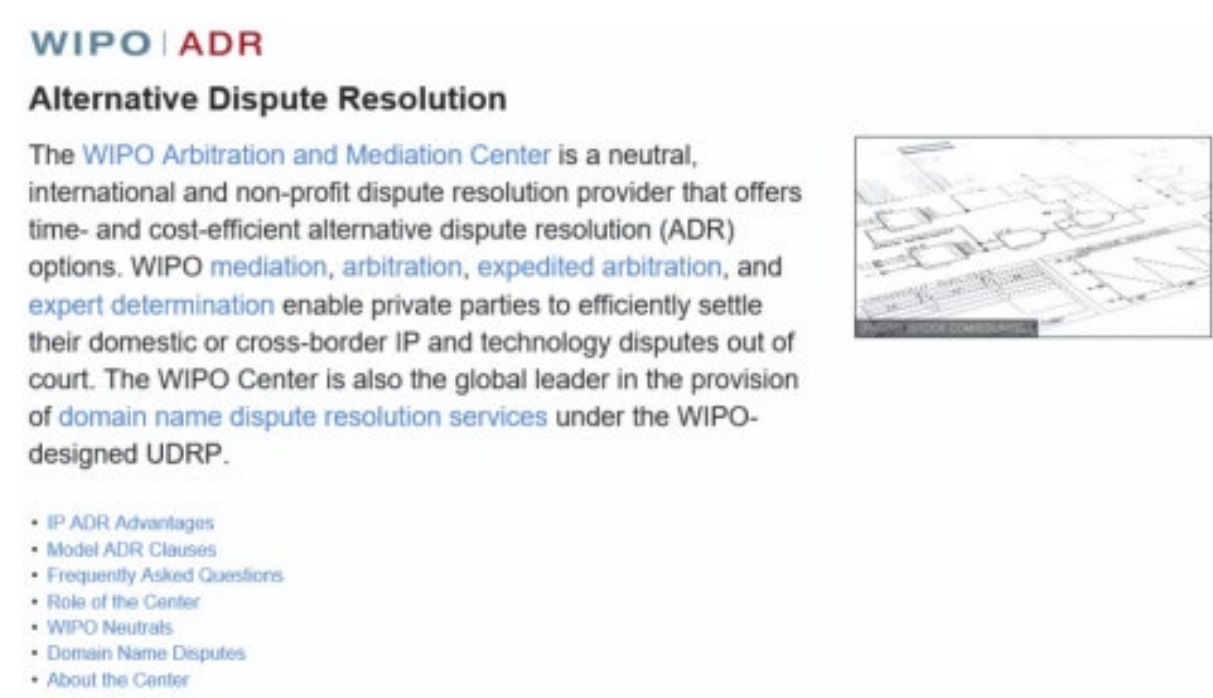 WIPO | ADR
Alternative Dispute Resolution
The WIPO Arbitration and Mediation Center is a neutral,
international and non-profit dispute resolution provider that offers
time- and cost-efficient alternative dispute resolution (ADR)
options. WIPO mediation, arbitration, expedited arbitration, and
expert determination enable private parties to efficiently settle
their domestic or cross-border IP and technology disputes out of
court. The WIPO Center is also the global leader in the provision
of domain name dispute resolution services under the WIPO-
designed UDRP.
• IP ADR Advantages
• Model ADR Clauses
• Frequently Asked Questions
• Role of the Center
• WIPO Neutrals
• Domain Name Disputes
• About the Center